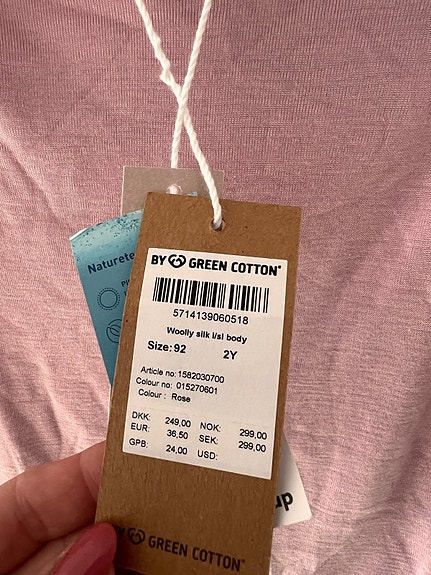 Naturete
BY GREEN COTTON®
5714139060518
Woolly silk l/sl body
Size: 92 2Y
Article no: 1582030700
Colour no: 015270601
Colour : Rose
DKK: 249,00 NOK: 299,00
EUR: 36,50 SEK: 299,00
GPB: 24,00 USD:
up
BY GREEN COTTON®